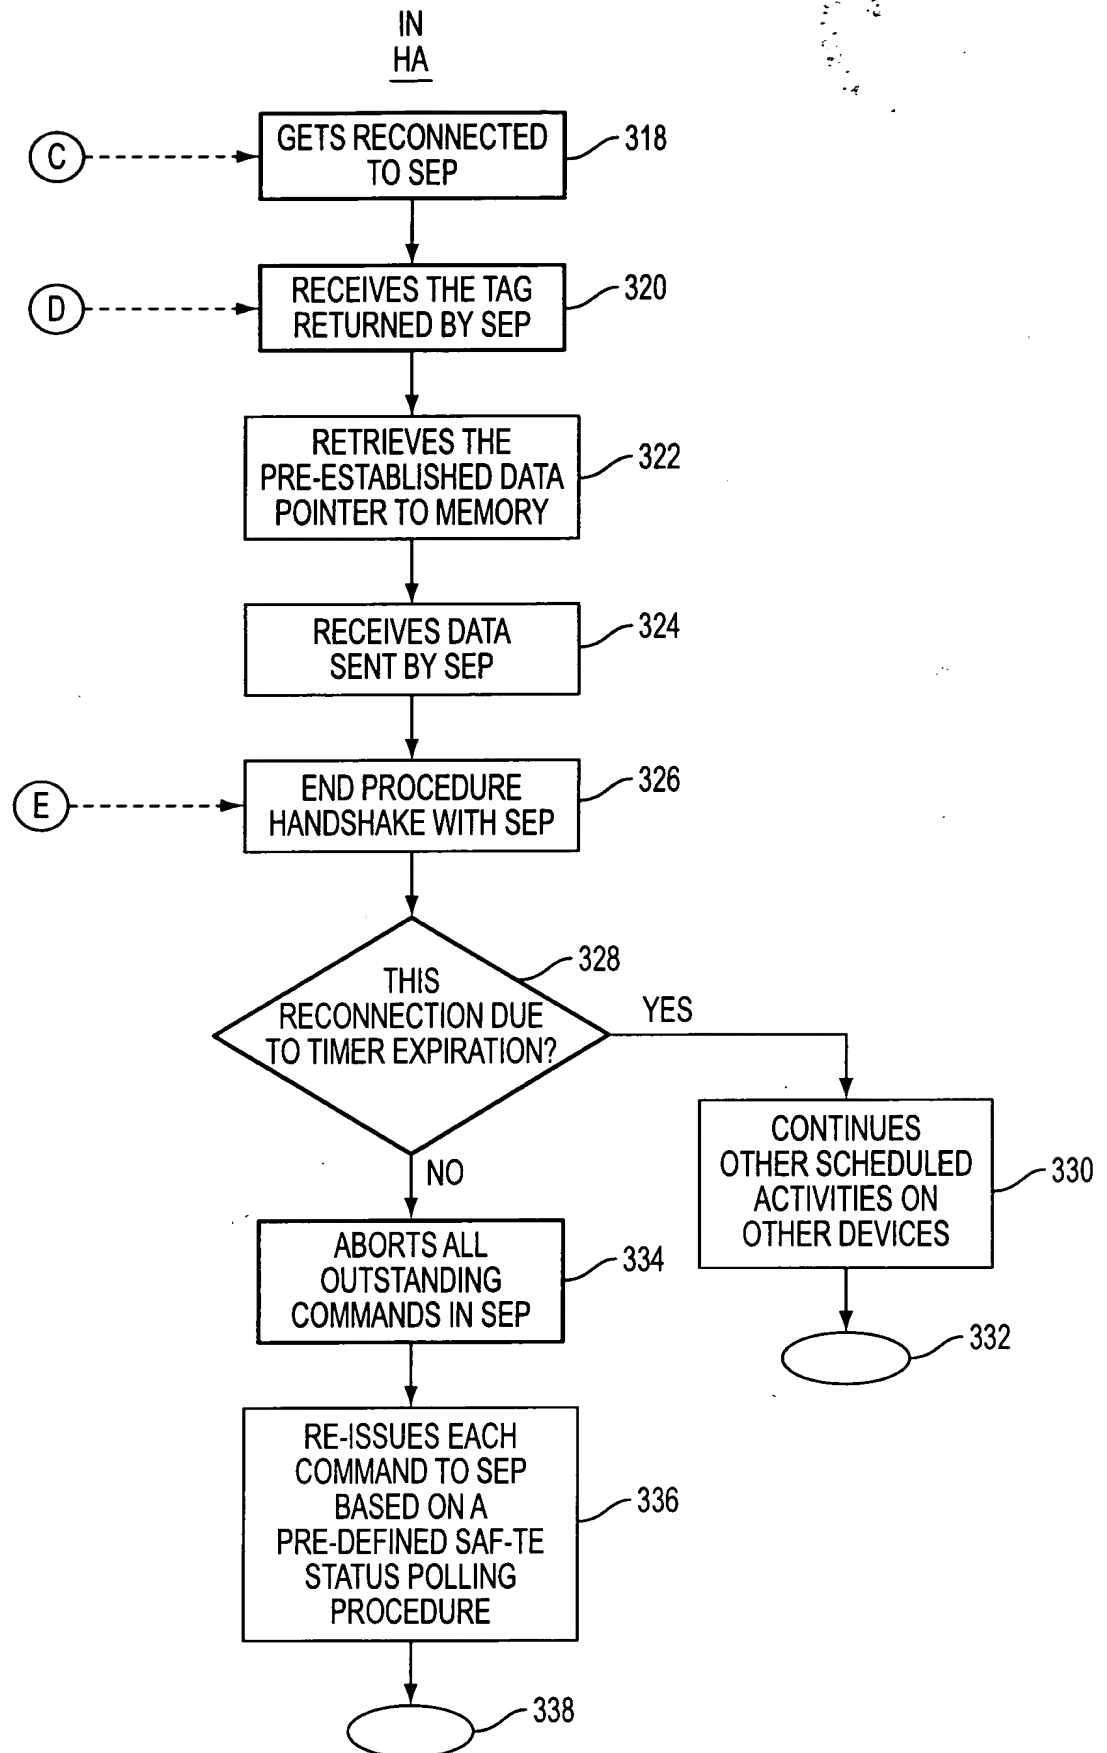 IN
HA
C
GETS RECONNECTED
TO SEP
318
D
RECEIVES THE TAG
RETURNED BY SEP
320
RETRIEVES THE
PRE-ESTABLISHED DATA
POINTER TO MEMORY
322
RECEIVES DATA
SENT BY SEP
324
E
END PROCEDURE
HANDSHAKE WITH SEP
326
THIS
RECONNECTION DUE
TO TIMER EXPIRATION?
328
YES
CONTINUES
OTHER SCHEDULED
ACTIVITIES ON
OTHER DEVICES
330
332
NO
ABORTS ALL
OUTSTANDING
COMMANDS IN SEP
334
RE-ISSUES EACH
COMMAND TO SEP
BASED ON A
PRE-DEFINED SAF-TE
STATUS POLLING
PROCEDURE
336
338